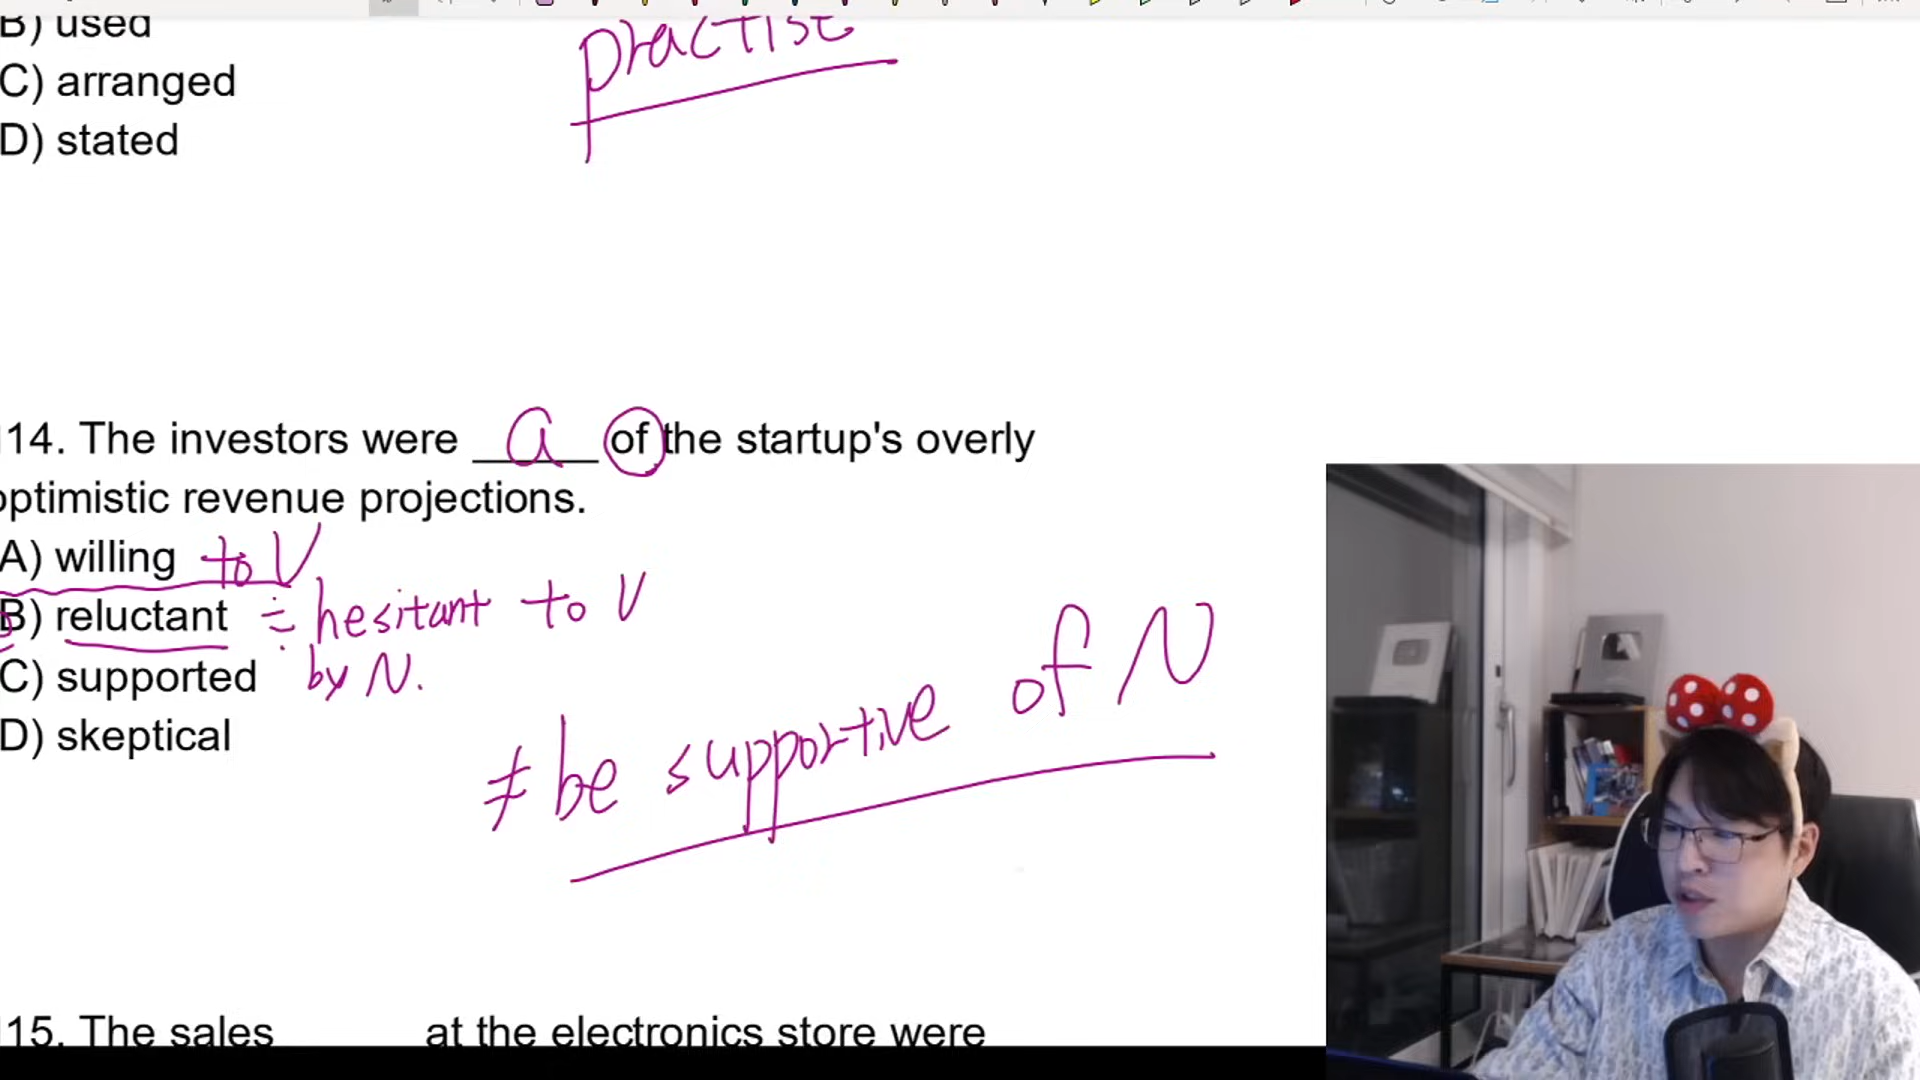 B) used
practise
C) arranged
D) stated
114. The investors were a of the startup's overly
optimistic revenue projections.
A) willing to V
B) reluctant ≒ hesitant to V
C) supported by N.
D) skeptical
≠ be supportive of N
115. The sales at the electronics store were